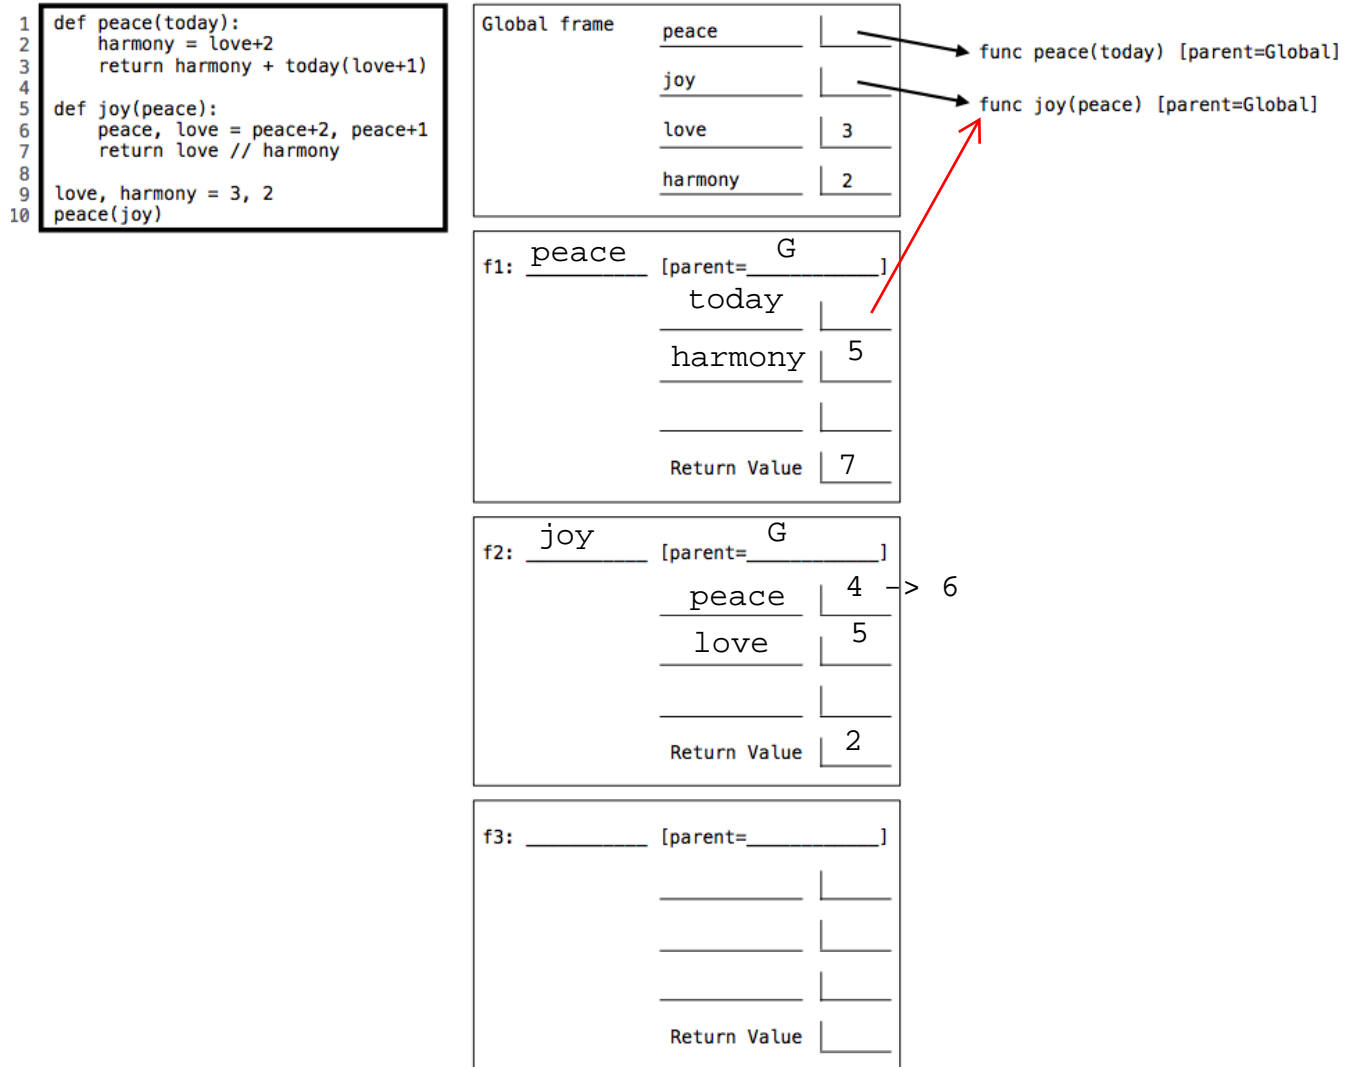 1 def peace(today):
2     harmony = love+2
3     return harmony + today(love+1)
4
5 def joy(peace):
6     peace, love = peace+2, peace+1
7     return love // harmony
8
9 love, harmony = 3, 2
10 peace(joy)
Global frame
peace
func peace(today) [parent=Global]
joy
func joy(peace) [parent=Global]
love 3
harmony 2
f1: peace [parent=G]
today
harmony 5
Return Value 7
f2: joy [parent=G]
peace 4 -> 6
love 5
Return Value 2
f3: ___________ [parent=____________]
Return Value